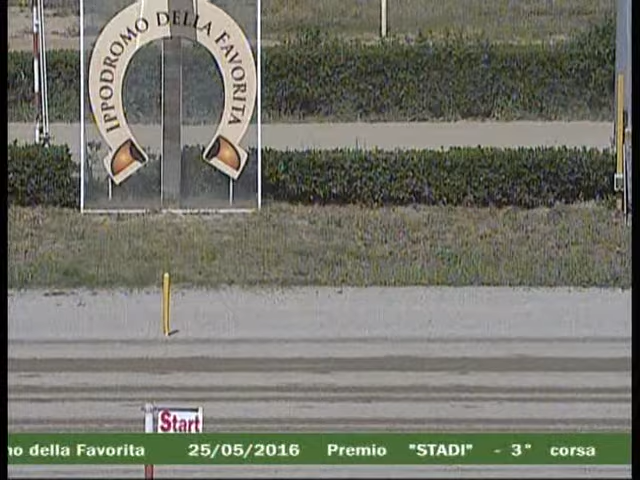 IPPODROMO DELLA FAVORITA
Start
no della Favorita 25/05/2016 Premio "STADI" - 3° corsa